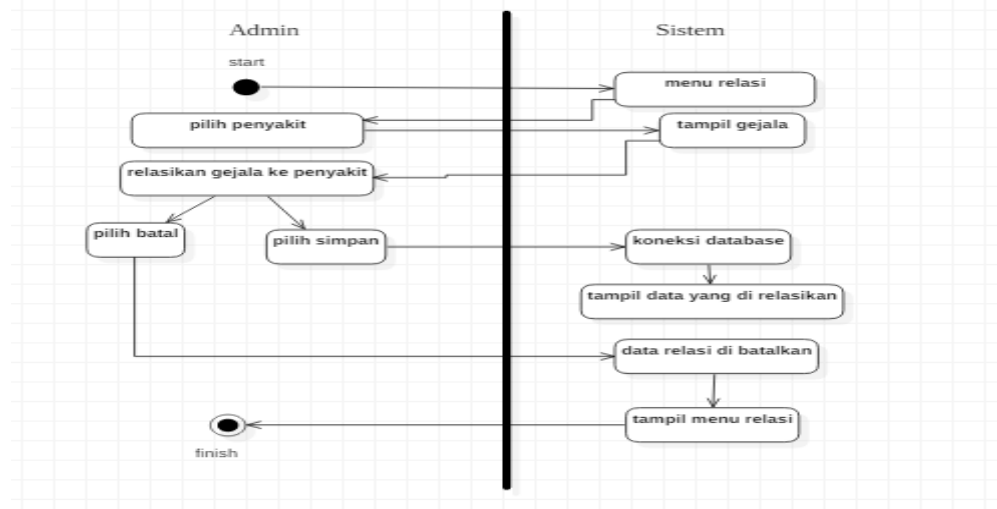 Admin
Sistem
start
menu relasi
pilih penyakit
tampil gejala
relasikan gejala ke penyakit
pilih batal
pilih simpan
koneksi database
tampil data yang di relasikan
data relasi di batalkan
tampil menu relasi
finish